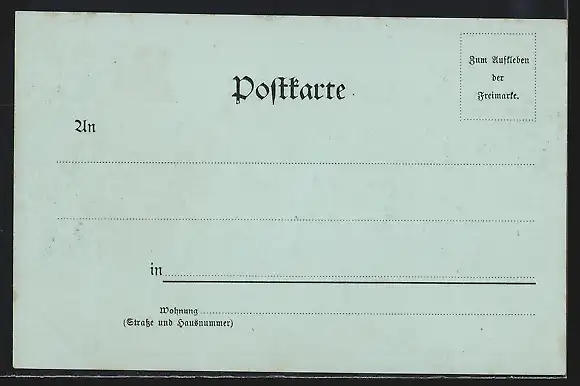 Zum Aufkleben
der
Freimarke.
Postkarte.
An
in
Wohnung
(Straße und Hausnummer)